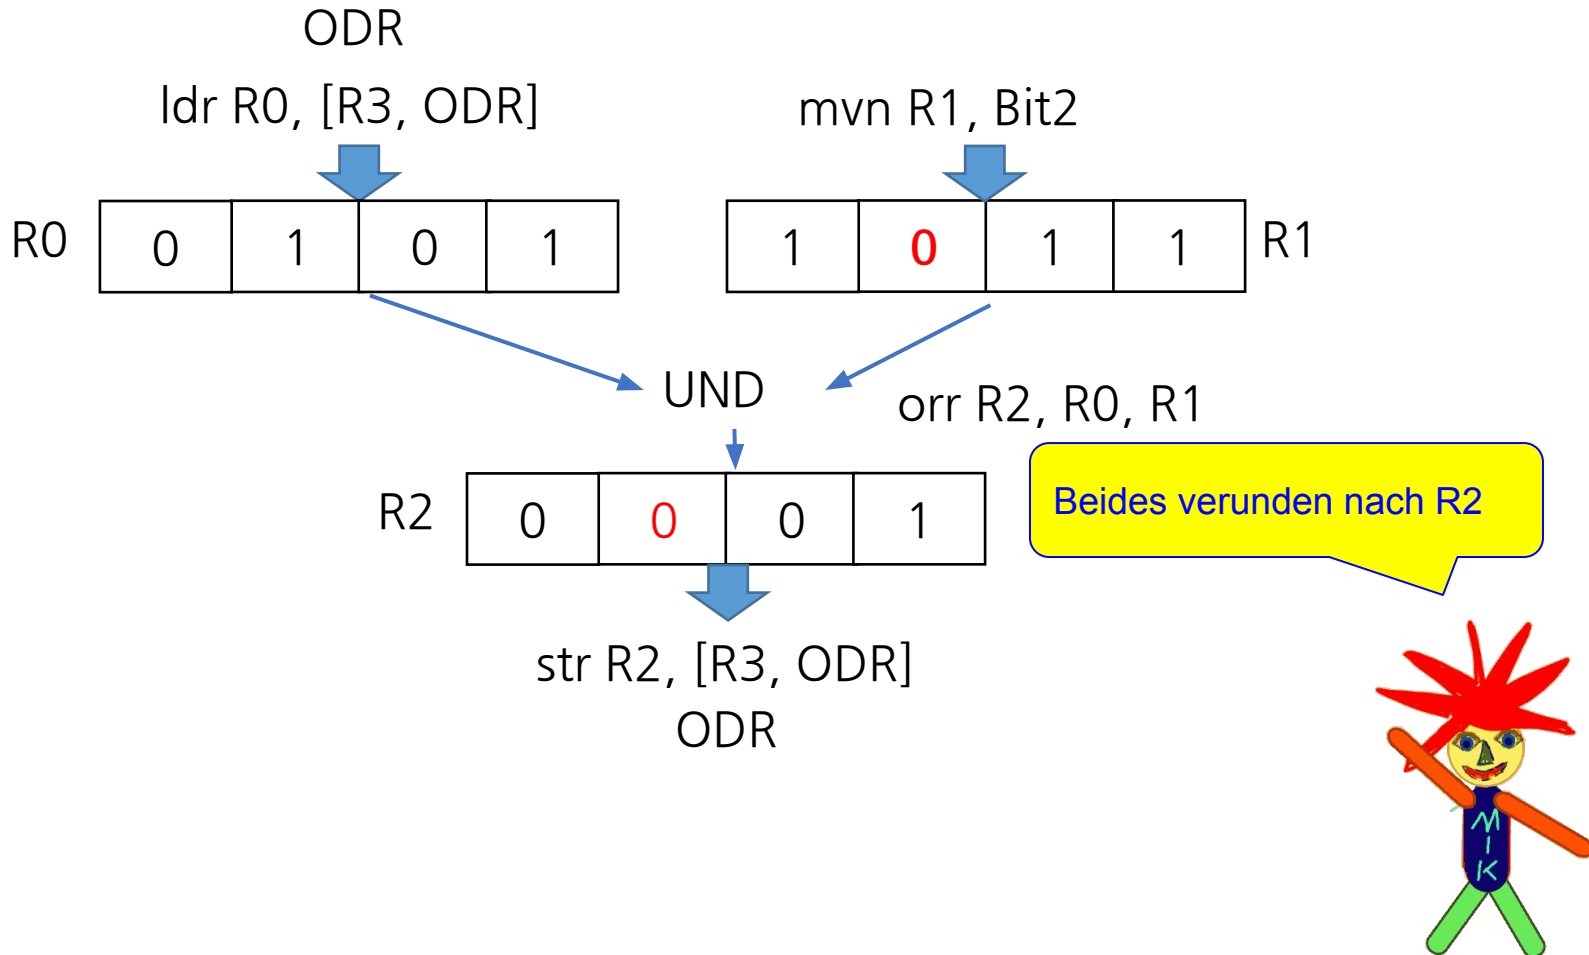 ODR
ldr R0, [R3, ODR]
mvn R1, Bit2
R0 0 1 0 1
1 0 1 1 R1
UND
orr R2, R0, R1
R2 0 0 0 1
Beides verunden nach R2
str R2, [R3, ODR]
ODR
M
I
K